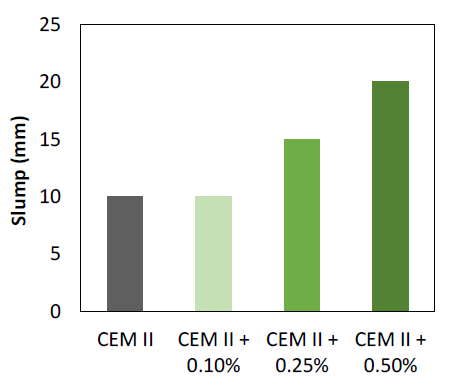 25
20
15
10
5
0
Slump (mm)
CEM II
CEM II +
0.10%
CEM II +
0.25%
CEM II +
0.50%